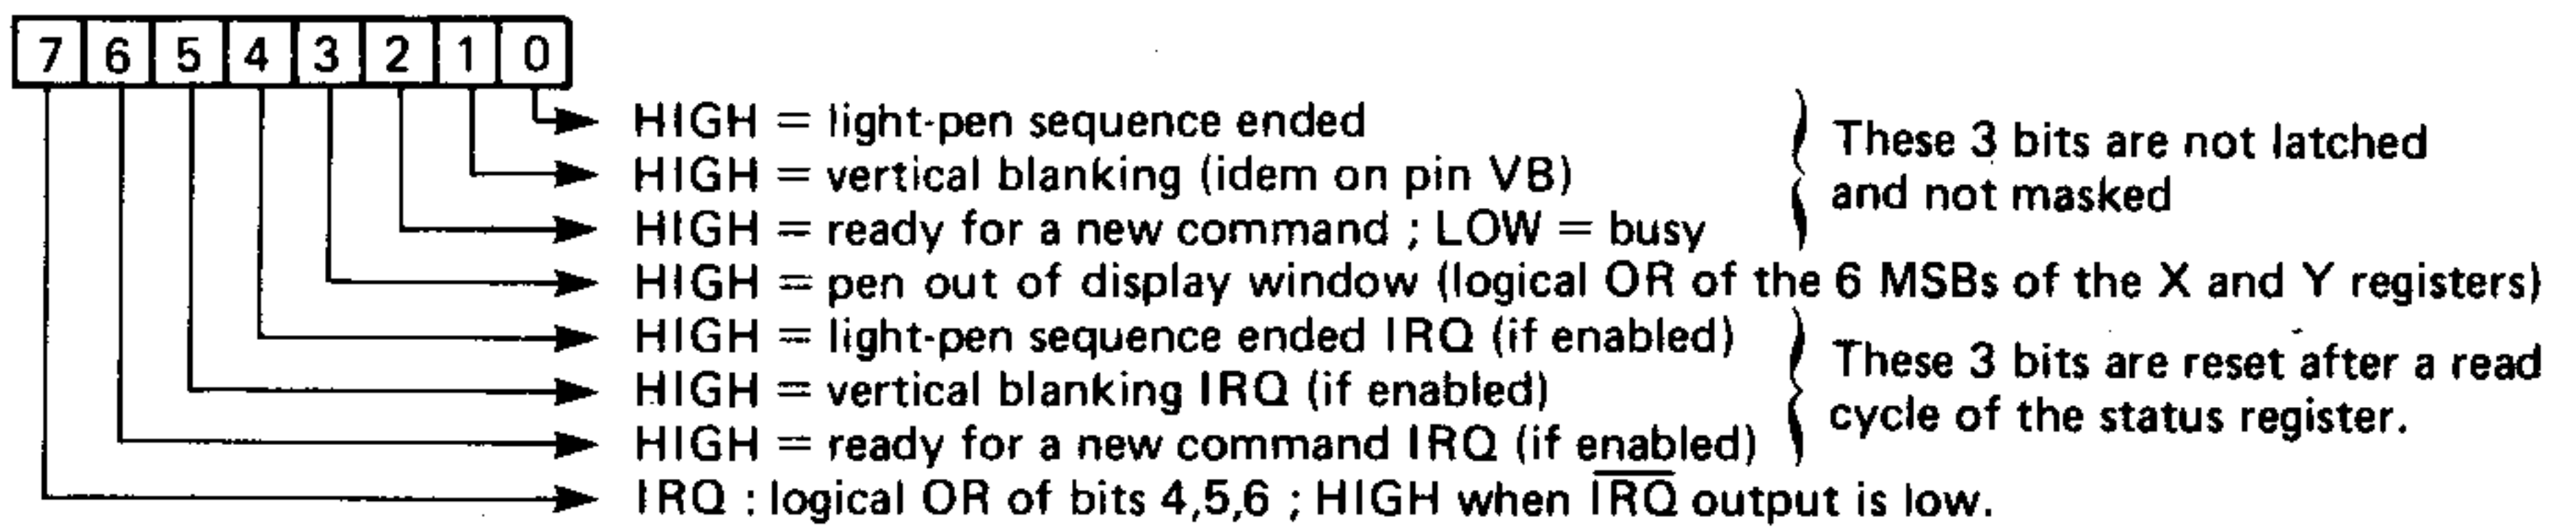 7 6 5 4 3 2 1 0
HIGH = light-pen sequence ended
HIGH = vertical blanking (idem on pin VB)
HIGH = ready for a new command ; LOW = busy
These 3 bits are not latched
and not masked
HIGH = pen out of display window (logical OR of the 6 MSBs of the X and Y registers)
HIGH = light-pen sequence ended IRQ (if enabled)
HIGH = vertical blanking IRQ (if enabled)
HIGH = ready for a new command IRQ (if enabled)
These 3 bits are reset after a read
cycle of the status register.
IRQ : logical OR of bits 4,5,6 ; HIGH when I̅R̅Q̅ output is low.